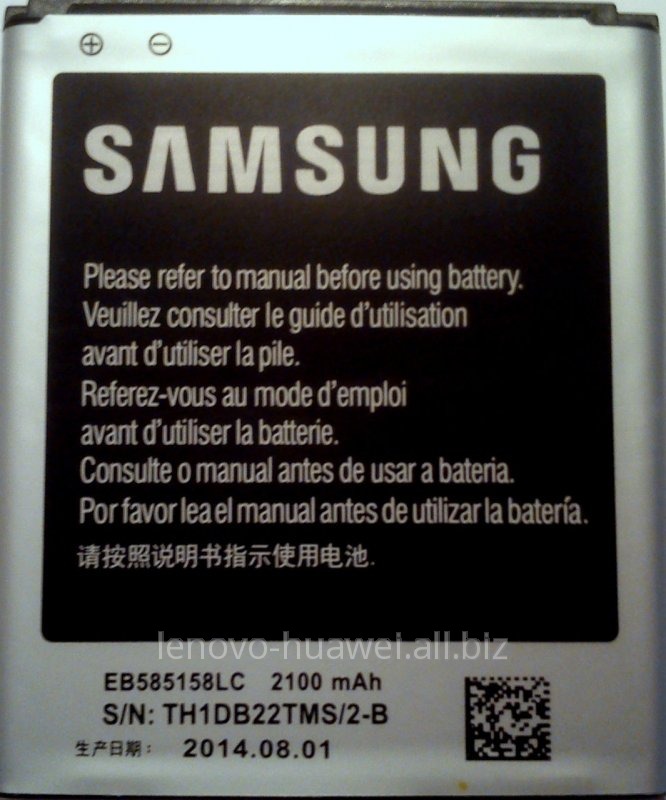 ⊕ ⊖
SAMSUNG
Please refer to manual before using battery.
Veuillez consulter le guide d'utilisation
avant d'utiliser la pile.
Referez-vous au mode d'emploi
avant d'utiliser la batterie.
Consulte o manual antes de usar a bateria.
Por favor lea el manual antes de utilizar la batería.
请按照说明书指示使用电池.
lenovo-huawei.all.biz
EB585158LC 2100 mAh
S/N: TH1DB22TMS/2-B
生产日期： 2014.08.01